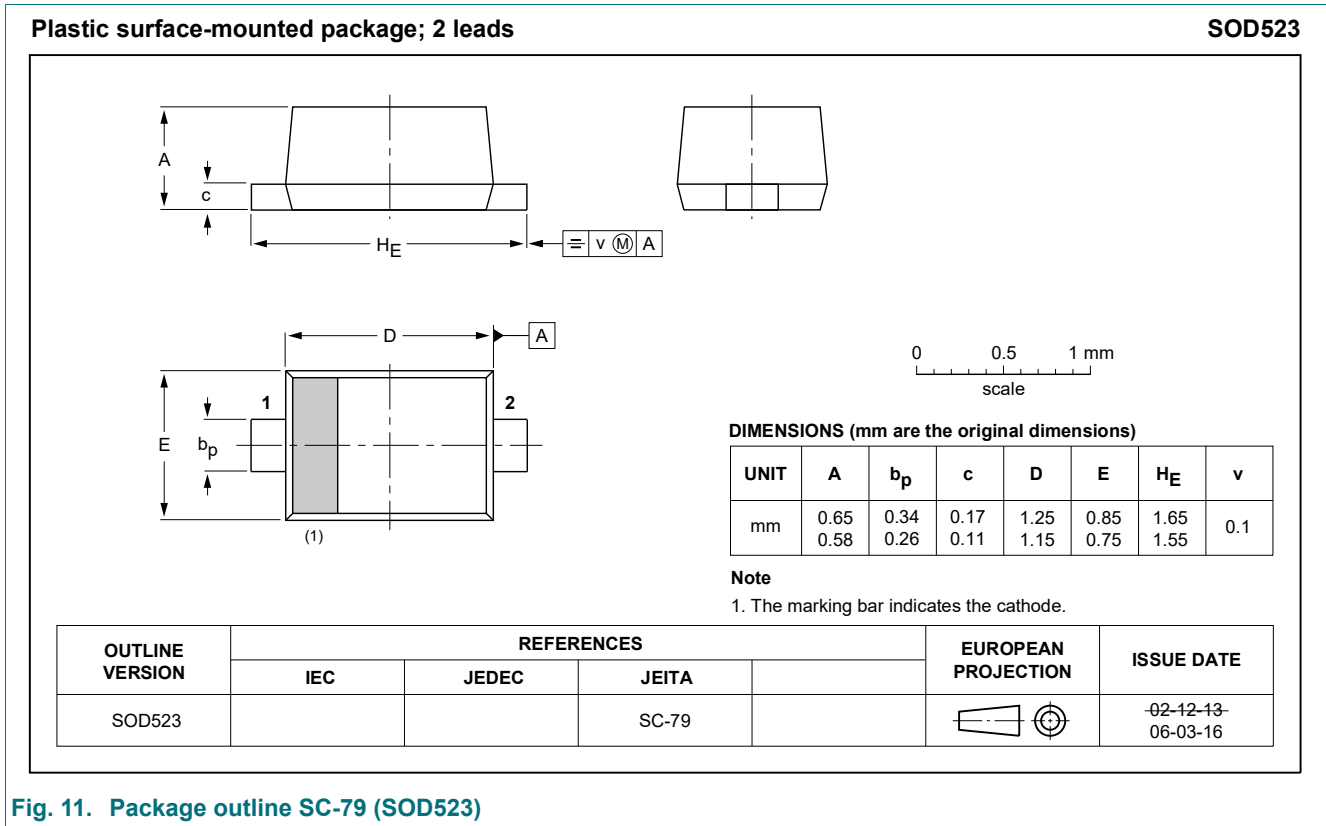 Plastic surface-mounted package; 2 leads SOD523
A
c
HE
v M A
D
A
1
2
E
bp
(1)
0 0.5 1 mm
scale
DIMENSIONS (mm are the original dimensions)
UNIT A bp c D E HE v
mm 0.65 0.34 0.17 1.25 0.85 1.65 0.1
0.58 0.26 0.11 1.15 0.75 1.55
Note
1. The marking bar indicates the cathode.
OUTLINE VERSION REFERENCES EUROPEAN PROJECTION ISSUE DATE
IEC JEDEC JEITA
SOD523 SC-79 02-12-13
06-03-16
Fig. 11. Package outline SC-79 (SOD523)